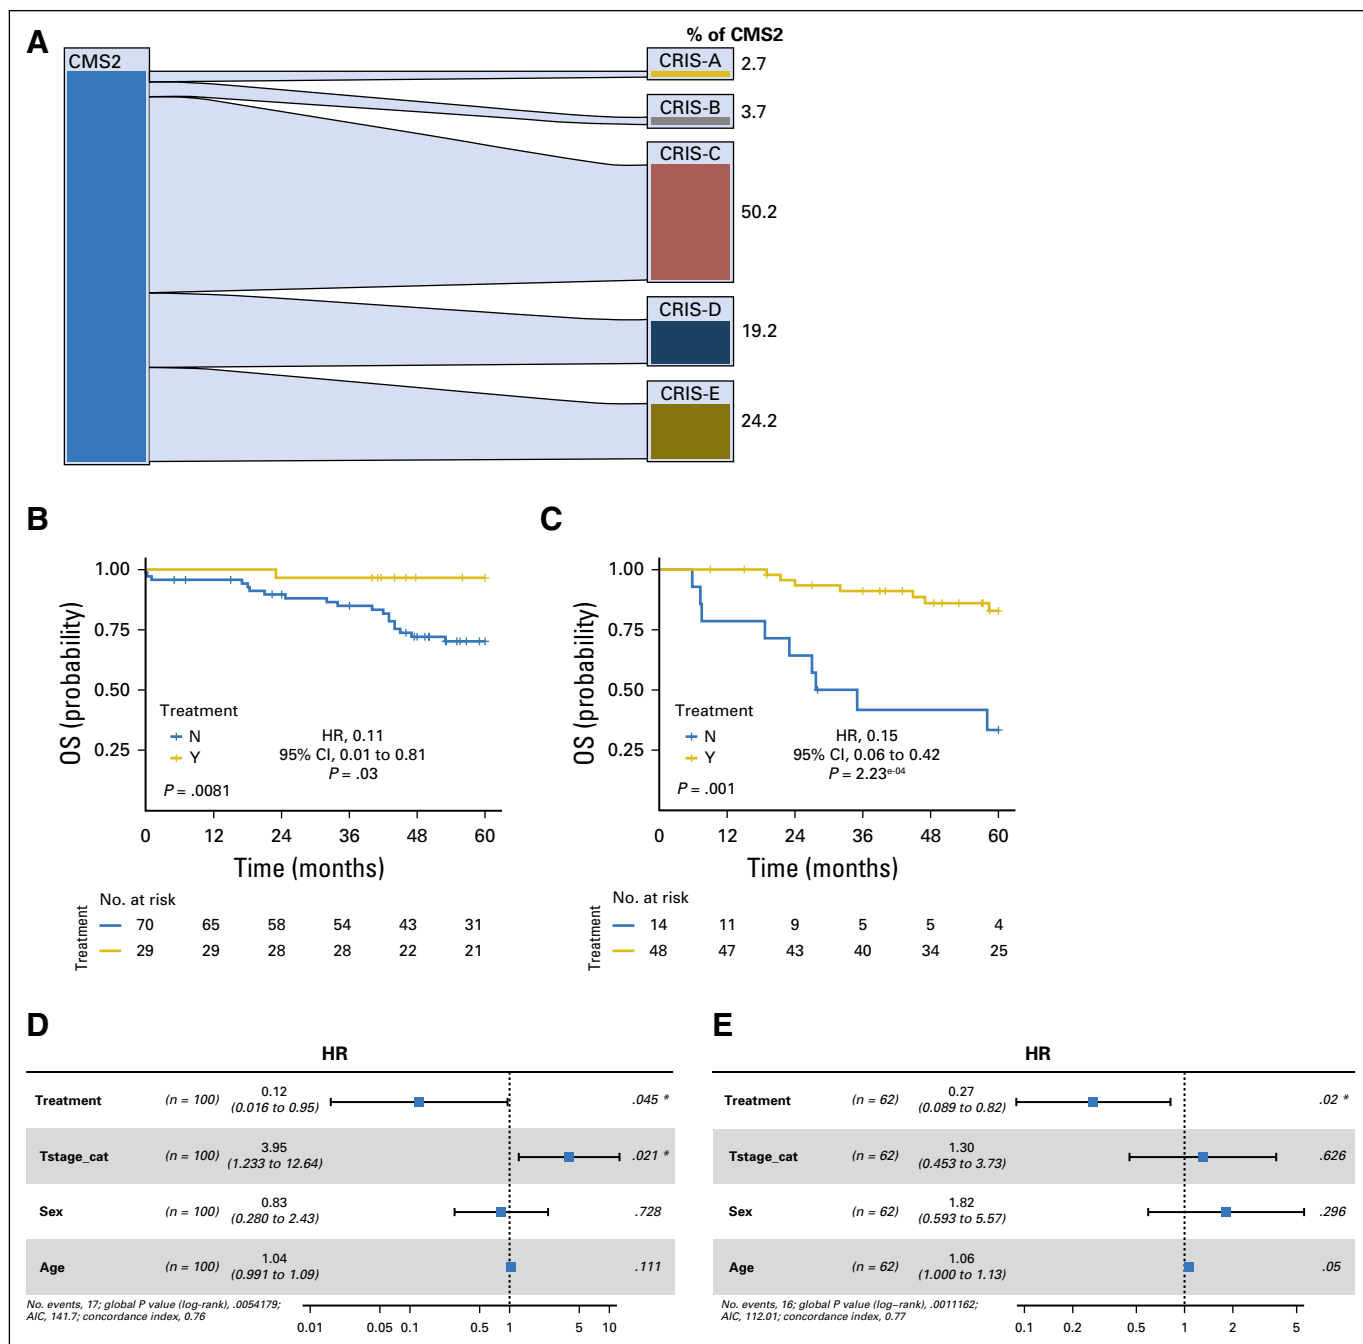 A
% of CMS2
CMS2
CRIS-A 2.7
CRIS-B 3.7
CRIS-C
50.2
CRIS-D
19.2
CRIS-E
24.2
B
OS (probability)
1.00
0.75
0.50
0.25
Treatment
N
Y
P = .0081
HR, 0.11
95% CI, 0.01 to 0.81
P = .03
0 12 24 36 48 60
Time (months)
No. at risk
Treatment
70 65 58 54 43 31
29 29 28 28 22 21
C
OS (probability)
1.00
0.75
0.50
0.25
Treatment
N
Y
P = .001
HR, 0.15
95% CI, 0.06 to 0.42
P = 2.23e-04
0 12 24 36 48 60
Time (months)
No. at risk
Treatment
14 11 9 5 5 4
48 47 43 40 34 25
D
HR
Treatment (n = 100) 0.12 .045 *
(0.016 to 0.95)
Tstage_cat (n = 100) 3.95 .021 *
(1.233 to 12.64)
Sex (n = 100) 0.83 .728
(0.280 to 2.43)
Age (n = 100) 1.04 .111
(0.991 to 1.09)
No. events, 17; global P value (log-rank), .0054179;
AIC, 141.7; concordance index, 0.76
0.01 0.05 0.1 0.5 1 5 10
E
HR
Treatment (n = 62) 0.27 .02 *
(0.089 to 0.82)
Tstage_cat (n = 62) 1.30 .626
(0.453 to 3.73)
Sex (n = 62) 1.82 .296
(0.593 to 5.57)
Age (n = 62) 1.06 .05
(1.000 to 1.13)
No. events, 16; global P value (log–rank), .0011162;
AIC, 112.01; concordance index, 0.77
0.1 0.2 0.5 1 2 5